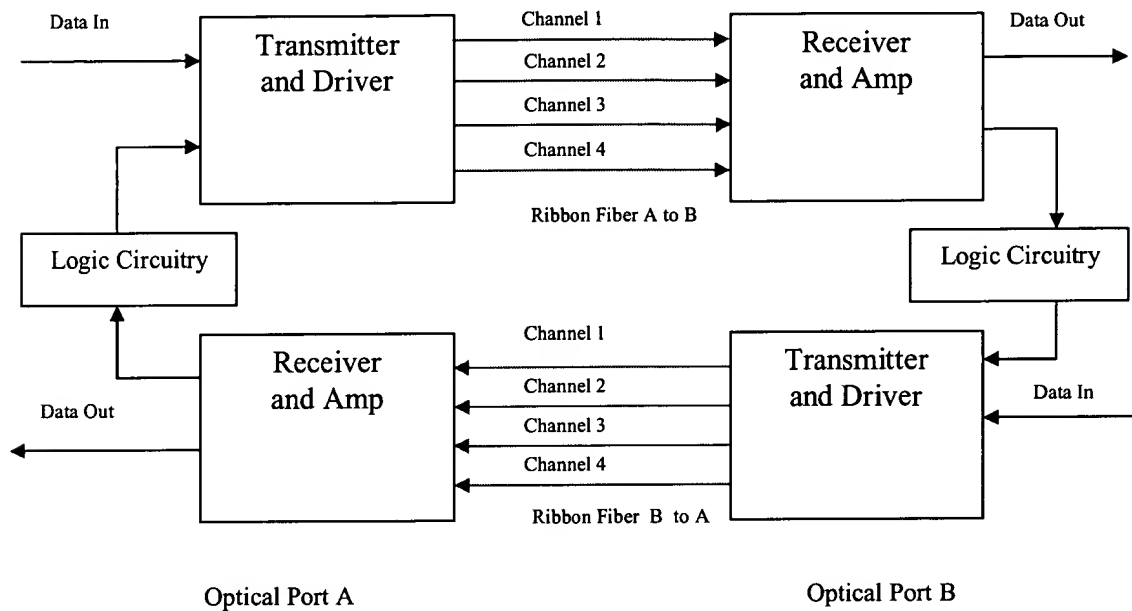 Data In
Transmitter
and Driver
Channel 1
Channel 2
Channel 3
Channel 4
Ribbon Fiber A to B
Receiver
and Amp
Data Out
Logic Circuitry
Logic Circuitry
Receiver
and Amp
Data Out
Channel 1
Channel 2
Channel 3
Channel 4
Ribbon Fiber B to A
Transmitter
and Driver
Data In
Optical Port A
Optical Port B